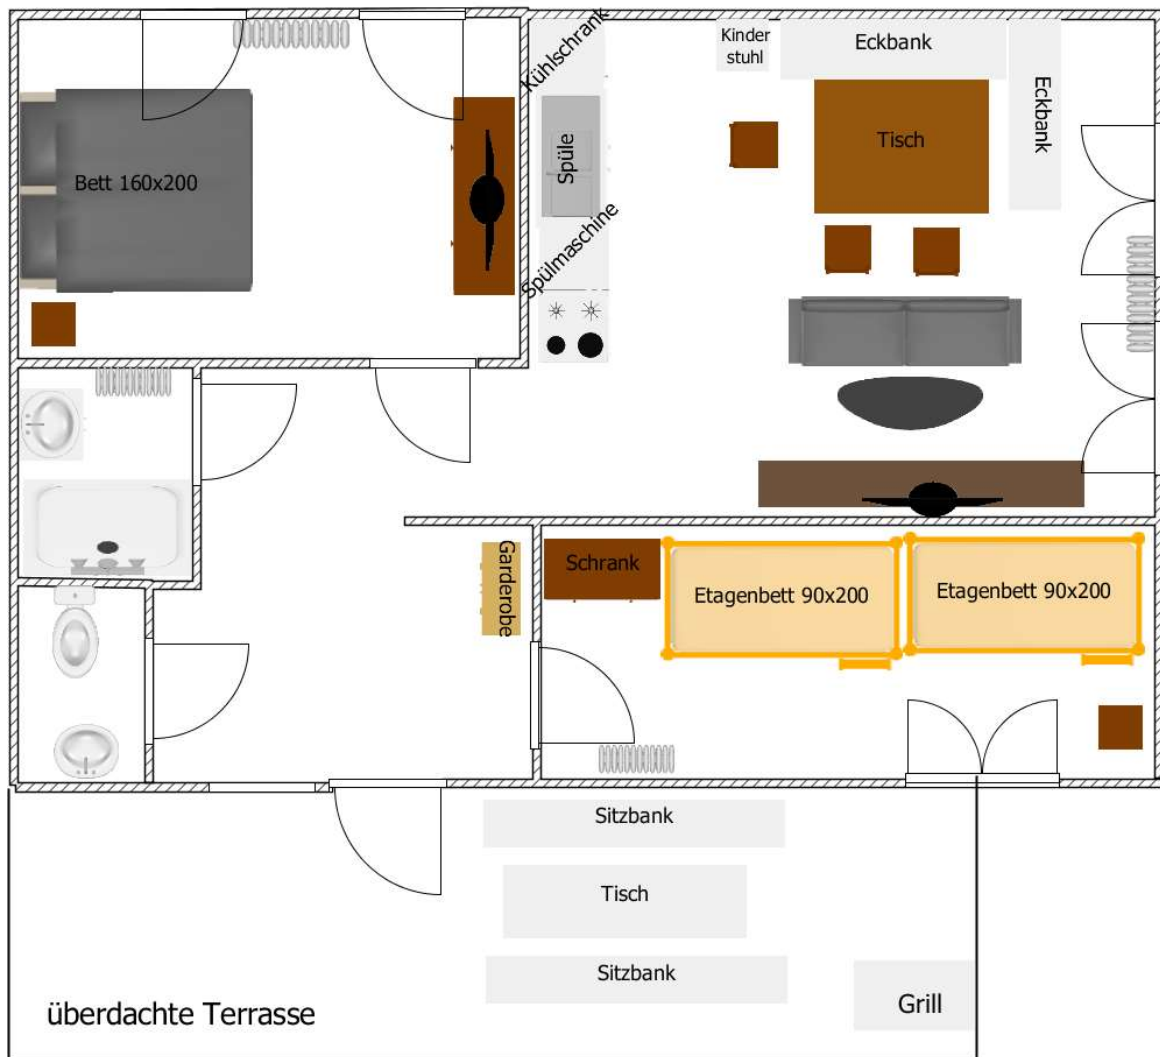 Kühlschrank
Kinder
stuhl
Eckbank
Eckbank
Tisch
Spüle
Bett 160x200
Spülmaschine
Garderobe
Schrank
Etagenbett 90x200
Etagenbett 90x200
Sitzbank
Tisch
Sitzbank
Grill
überdachte Terrasse